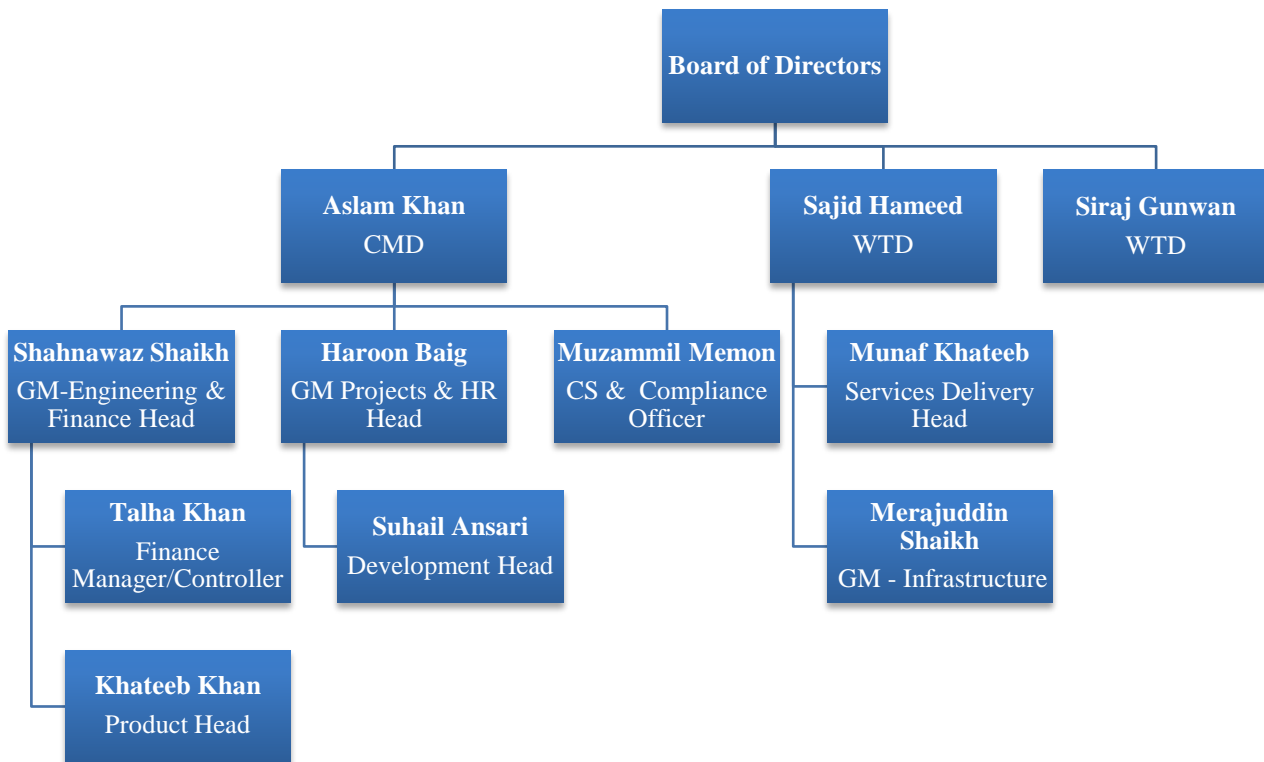 Board of Directors
Aslam Khan
CMD
Sajid Hameed
WTD
Siraj Gunwan
WTD
Shahnawaz Shaikh
GM-Engineering &
Finance Head
Haroon Baig
GM Projects & HR
Head
Muzammil Memon
CS & Compliance
Officer
Munaf Khateeb
Services Delivery
Head
Talha Khan
Finance
Manager/Controller
Suhail Ansari
Development Head
Merajuddin
Shaikh
GM - Infrastructure
Khateeb Khan
Product Head